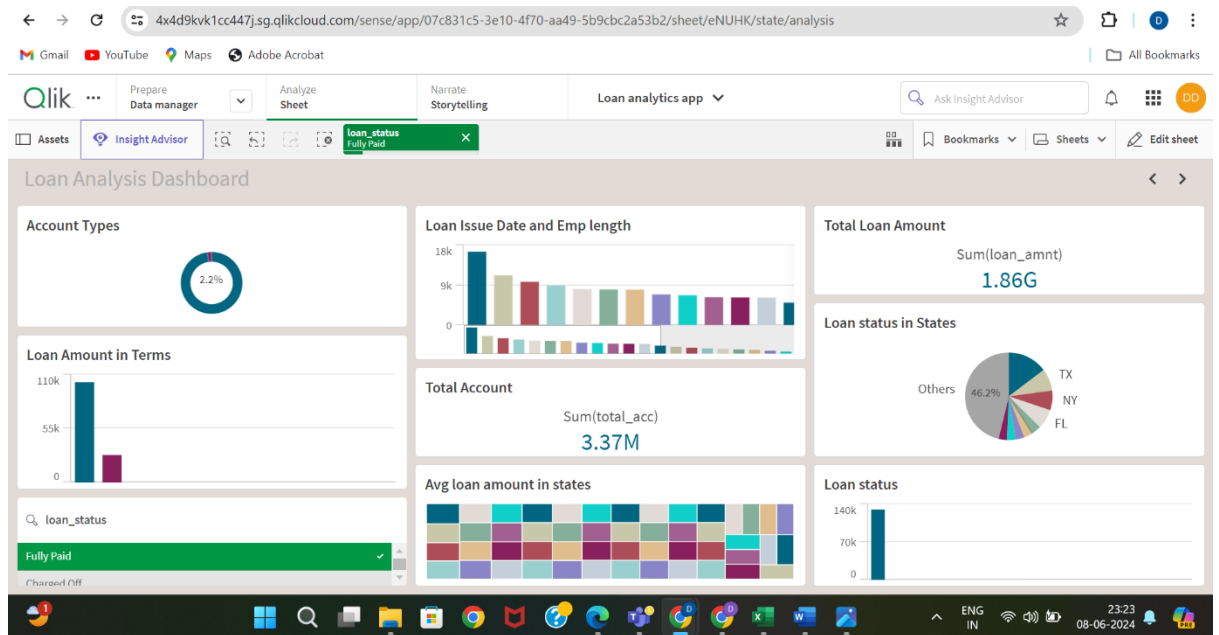 4x4d9kvk1cc447j.sg.qlikcloud.com/sense/app/07c831c5-3e10-4f70-aa49-5b9cbc2a53b2/sheet/eNUHK/state/analysis
D
Gmail YouTube Maps Adobe Acrobat All Bookmarks
Qlik
Prepare
Data manager
Analyze
Sheet
Narrate
Storytelling
Loan analytics app
Ask Insight Advisor
DD
Assets
Insight Advisor
loan_status
Fully Paid
Bookmarks
Sheets
Edit sheet
Loan Analysis Dashboard
Account Types
2.2%
Loan Issue Date and Emp length
18k
9k
0
Total Loan Amount
Sum(loan_amnt)
1.86G
Loan Amount in Terms
110k
55k
0
Total Account
Sum(total_acc)
3.37M
Loan status in States
Others
46.2%
TX
NY
FL
loan_status
Fully Paid
Charged Off
Avg loan amount in states
Loan status
140k
70k
0
1
ENG
IN
23:23
08-06-2024
PRE